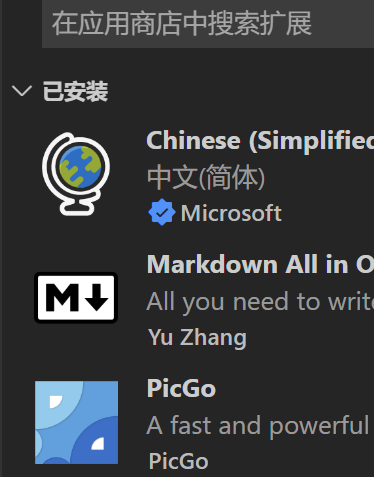 在应用商店中搜索扩展
已安装
Chinese (Simplified
中文(简体)
Microsoft
Markdown All in O
All you need to write
Yu Zhang
PicGo
A fast and powerful
PicGo